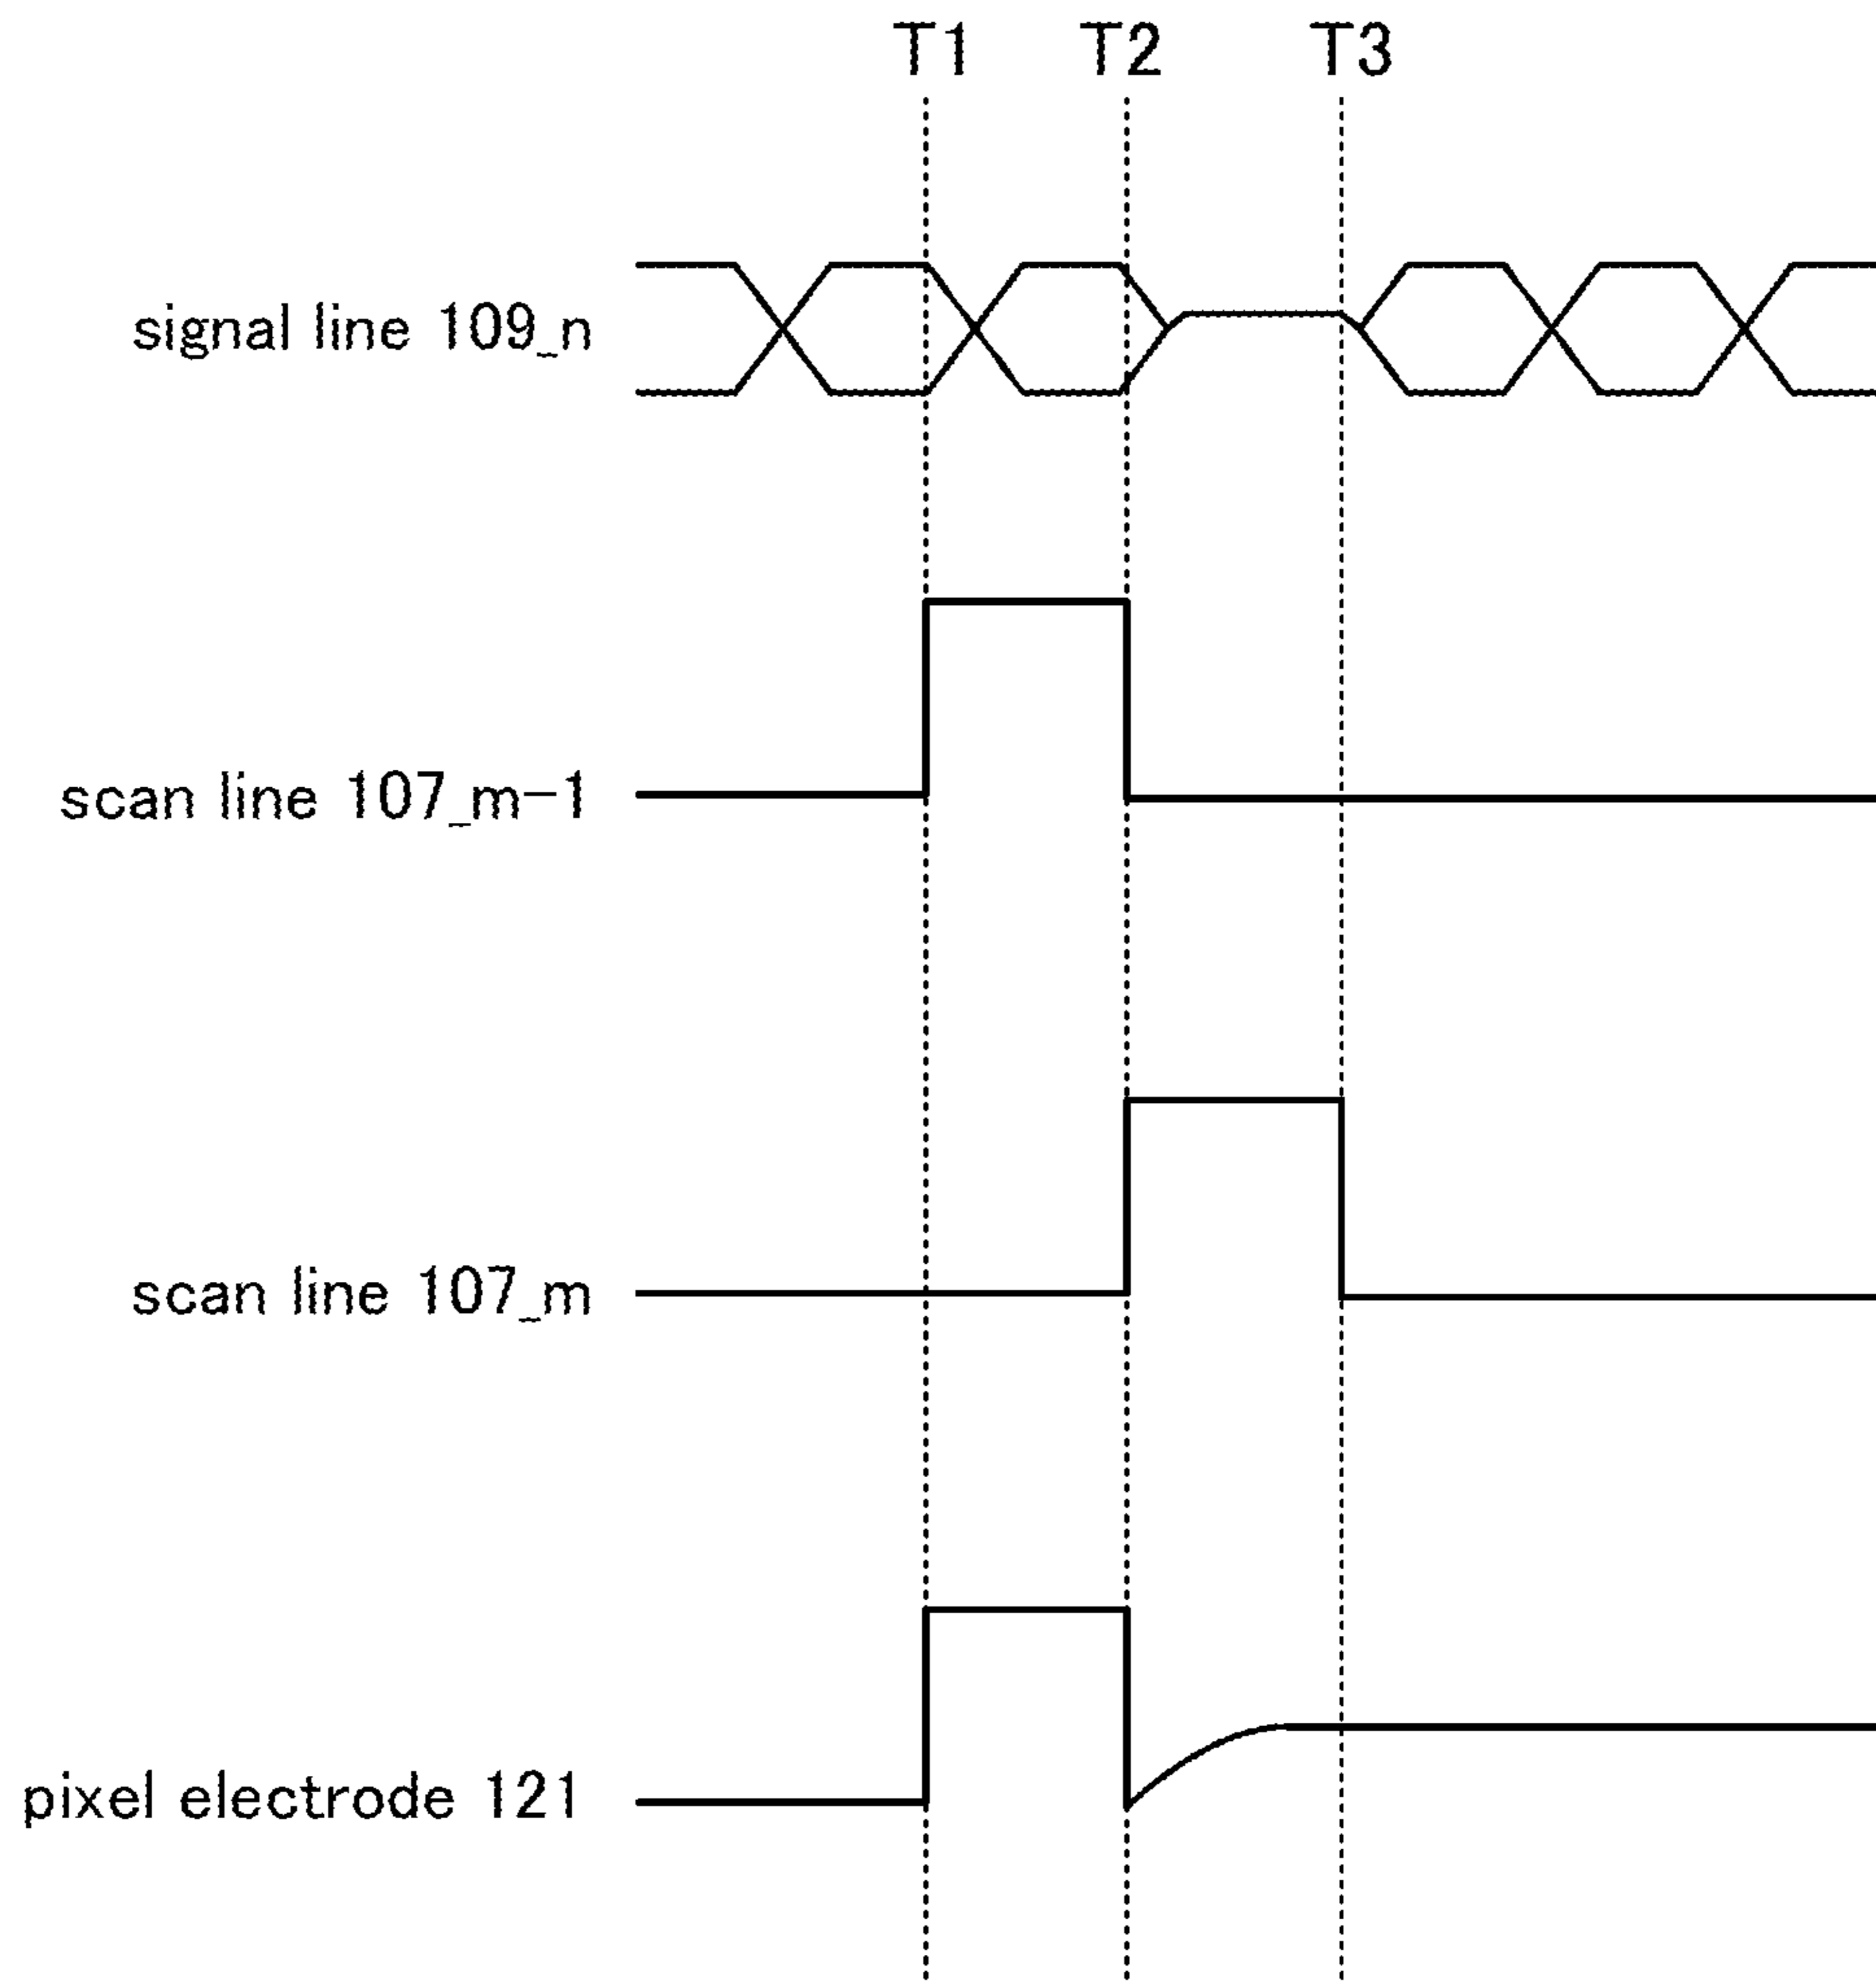 T1 T2 T3
signal line 109_n
scan line 107_m-1
scan line 107_m
pixel electrode 121